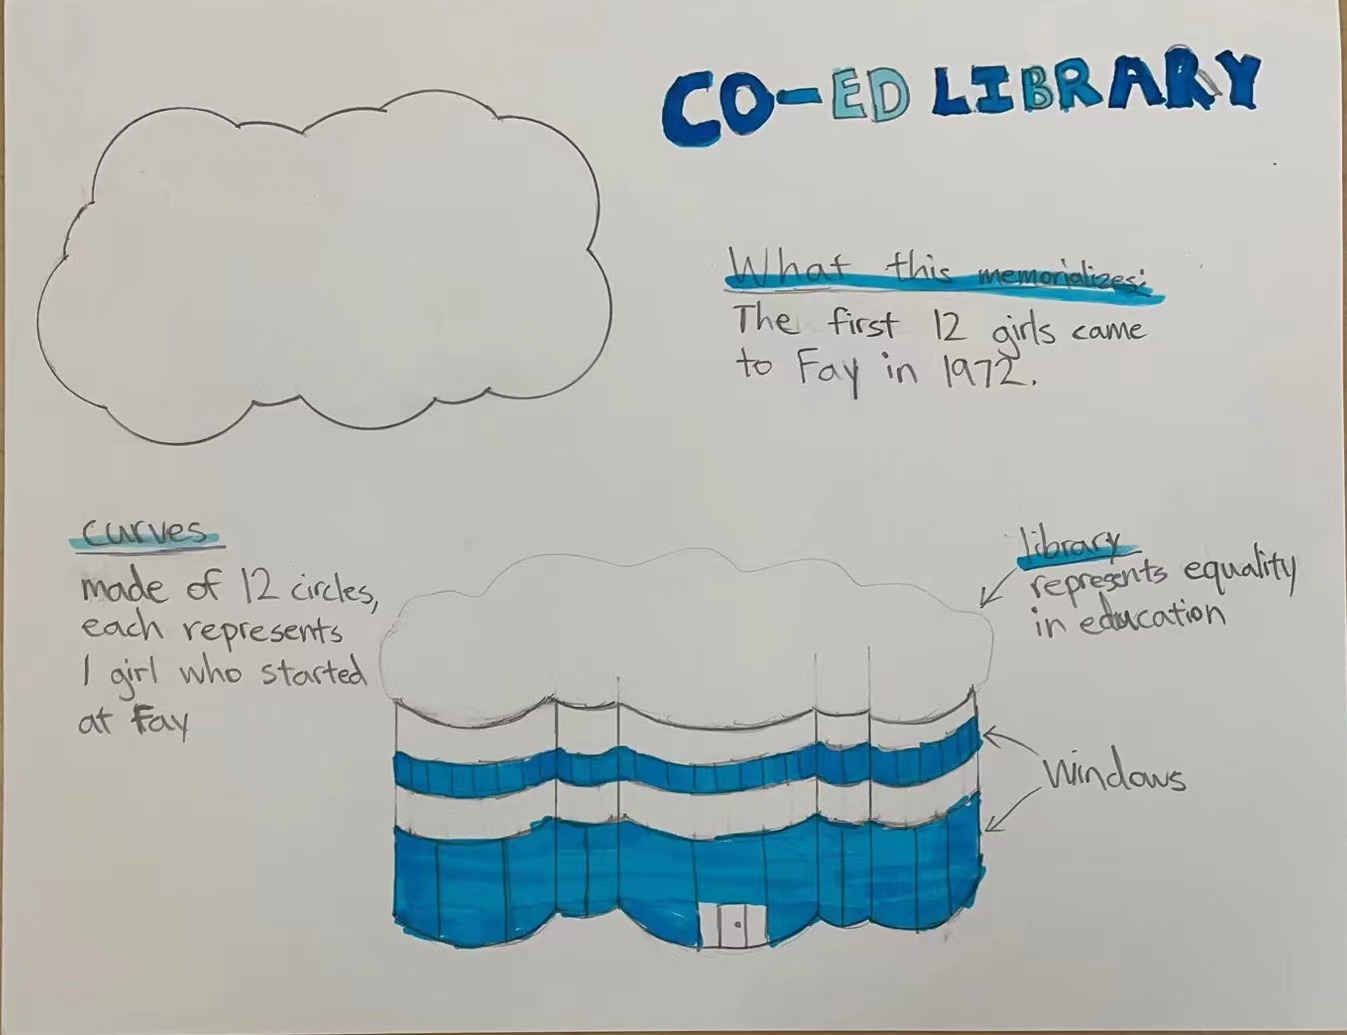 CO-ED LIBRARY
What this memorializes:
The first 12 girls came
to Fay in 1972.
curves
made of 12 circles,
each represents
1 girl who started
at Fay
library
represents equality
in education
Windows